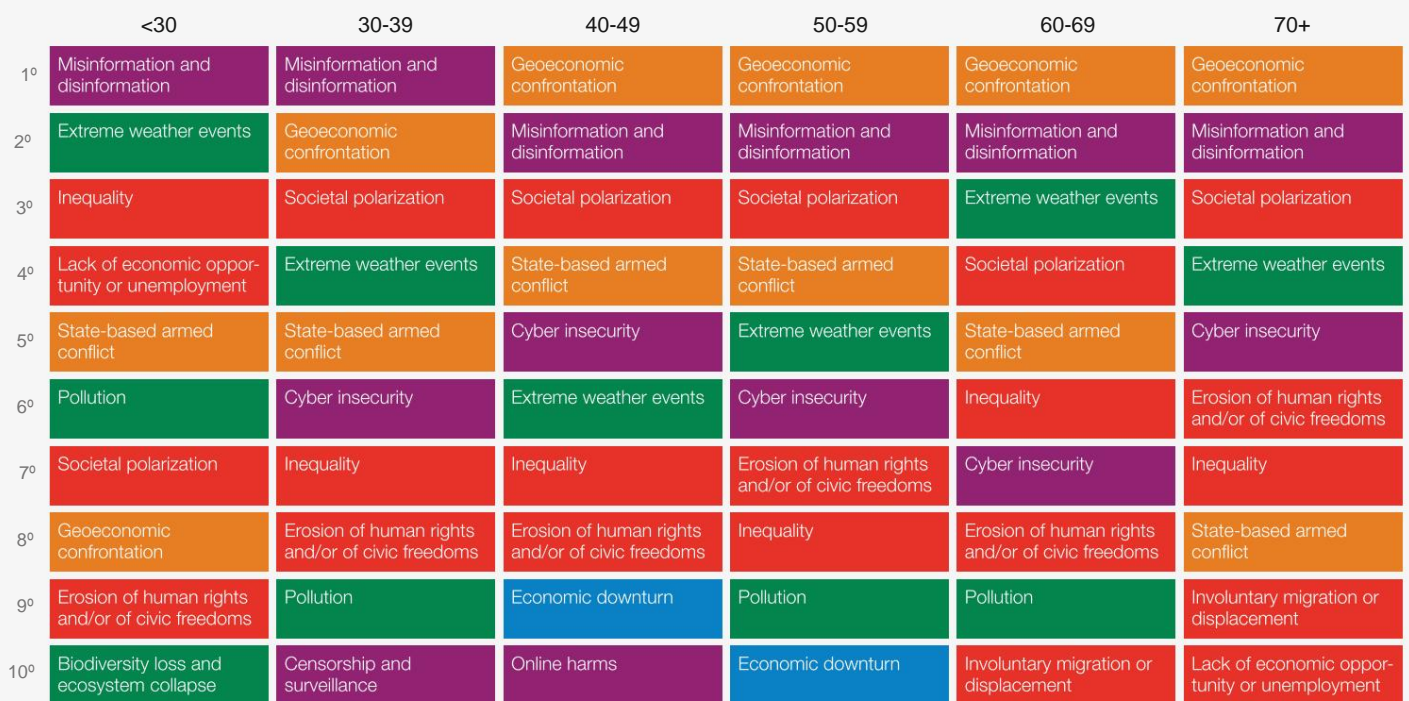 <30 30-39 40-49 50-59 60-69 70+
1º
Misinformation and
disinformation
Misinformation and
disinformation
Geoeconomic
confrontation
Geoeconomic
confrontation
Geoeconomic
confrontation
Geoeconomic
confrontation
2º
Extreme weather events
Geoeconomic
confrontation
Misinformation and
disinformation
Misinformation and
disinformation
Misinformation and
disinformation
Misinformation and
disinformation
3º
Inequality
Societal polarization
Societal polarization
Societal polarization
Extreme weather events
Societal polarization
4º
Lack of economic oppor-
tunity or unemployment
Extreme weather events
State-based armed
conflict
State-based armed
conflict
Societal polarization
Extreme weather events
5º
State-based armed
conflict
State-based armed
conflict
Cyber insecurity
Extreme weather events
State-based armed
conflict
Cyber insecurity
6º
Pollution
Cyber insecurity
Extreme weather events
Cyber insecurity
Inequality
Erosion of human rights
and/or of civic freedoms
7º
Societal polarization
Inequality
Inequality
Erosion of human rights
and/or of civic freedoms
Cyber insecurity
Inequality
8º
Geoeconomic
confrontation
Erosion of human rights
and/or of civic freedoms
Erosion of human rights
and/or of civic freedoms
Inequality
Erosion of human rights
and/or of civic freedoms
State-based armed
conflict
9º
Erosion of human rights
and/or of civic freedoms
Pollution
Economic downturn
Pollution
Pollution
Involuntary migration or
displacement
10º
Biodiversity loss and
ecosystem collapse
Censorship and
surveillance
Online harms
Economic downturn
Involuntary migration or
displacement
Lack of economic oppor-
tunity or unemployment